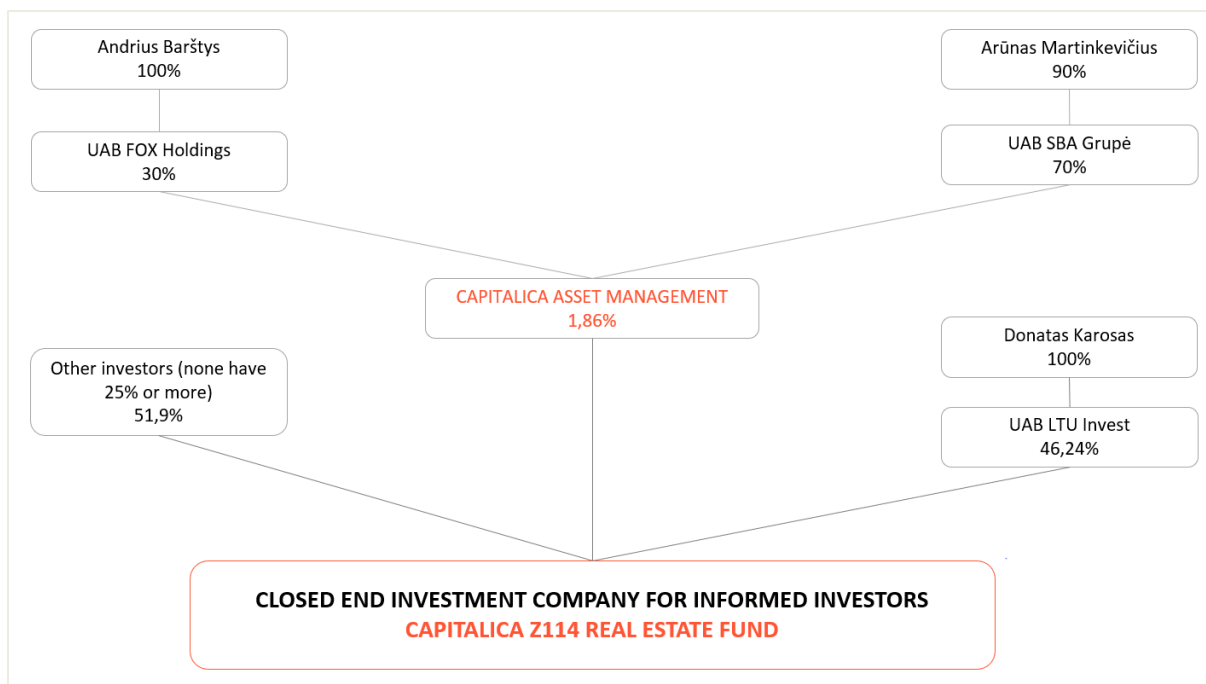 Andrius Barštys
100%
Arūnas Martinkevičius
90%
UAB FOX Holdings
30%
UAB SBA Grupė
70%
CAPITALICA ASSET MANAGEMENT
1,86%
Other investors (none have
25% or more)
51,9%
Donatas Karosas
100%
UAB LTU Invest
46,24%
CLOSED END INVESTMENT COMPANY FOR INFORMED INVESTORS
CAPITALICA Z114 REAL ESTATE FUND